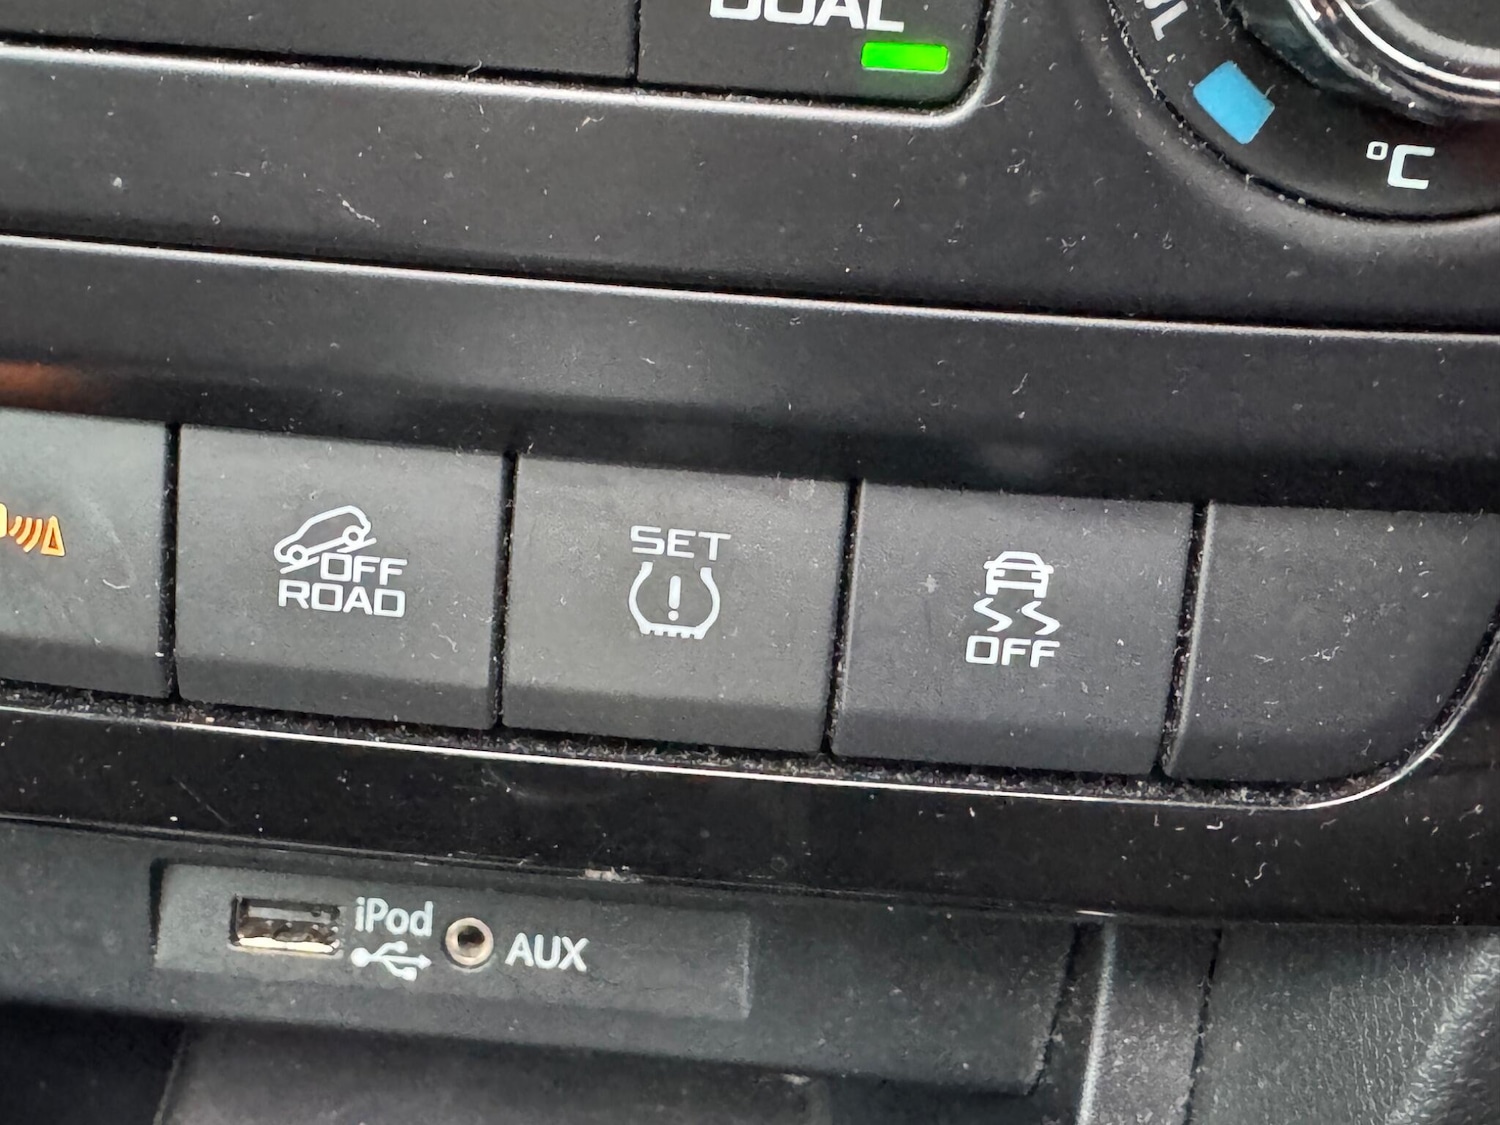 DUAL
°C
OFF
ROAD
SET
OFF
iPod
AUX